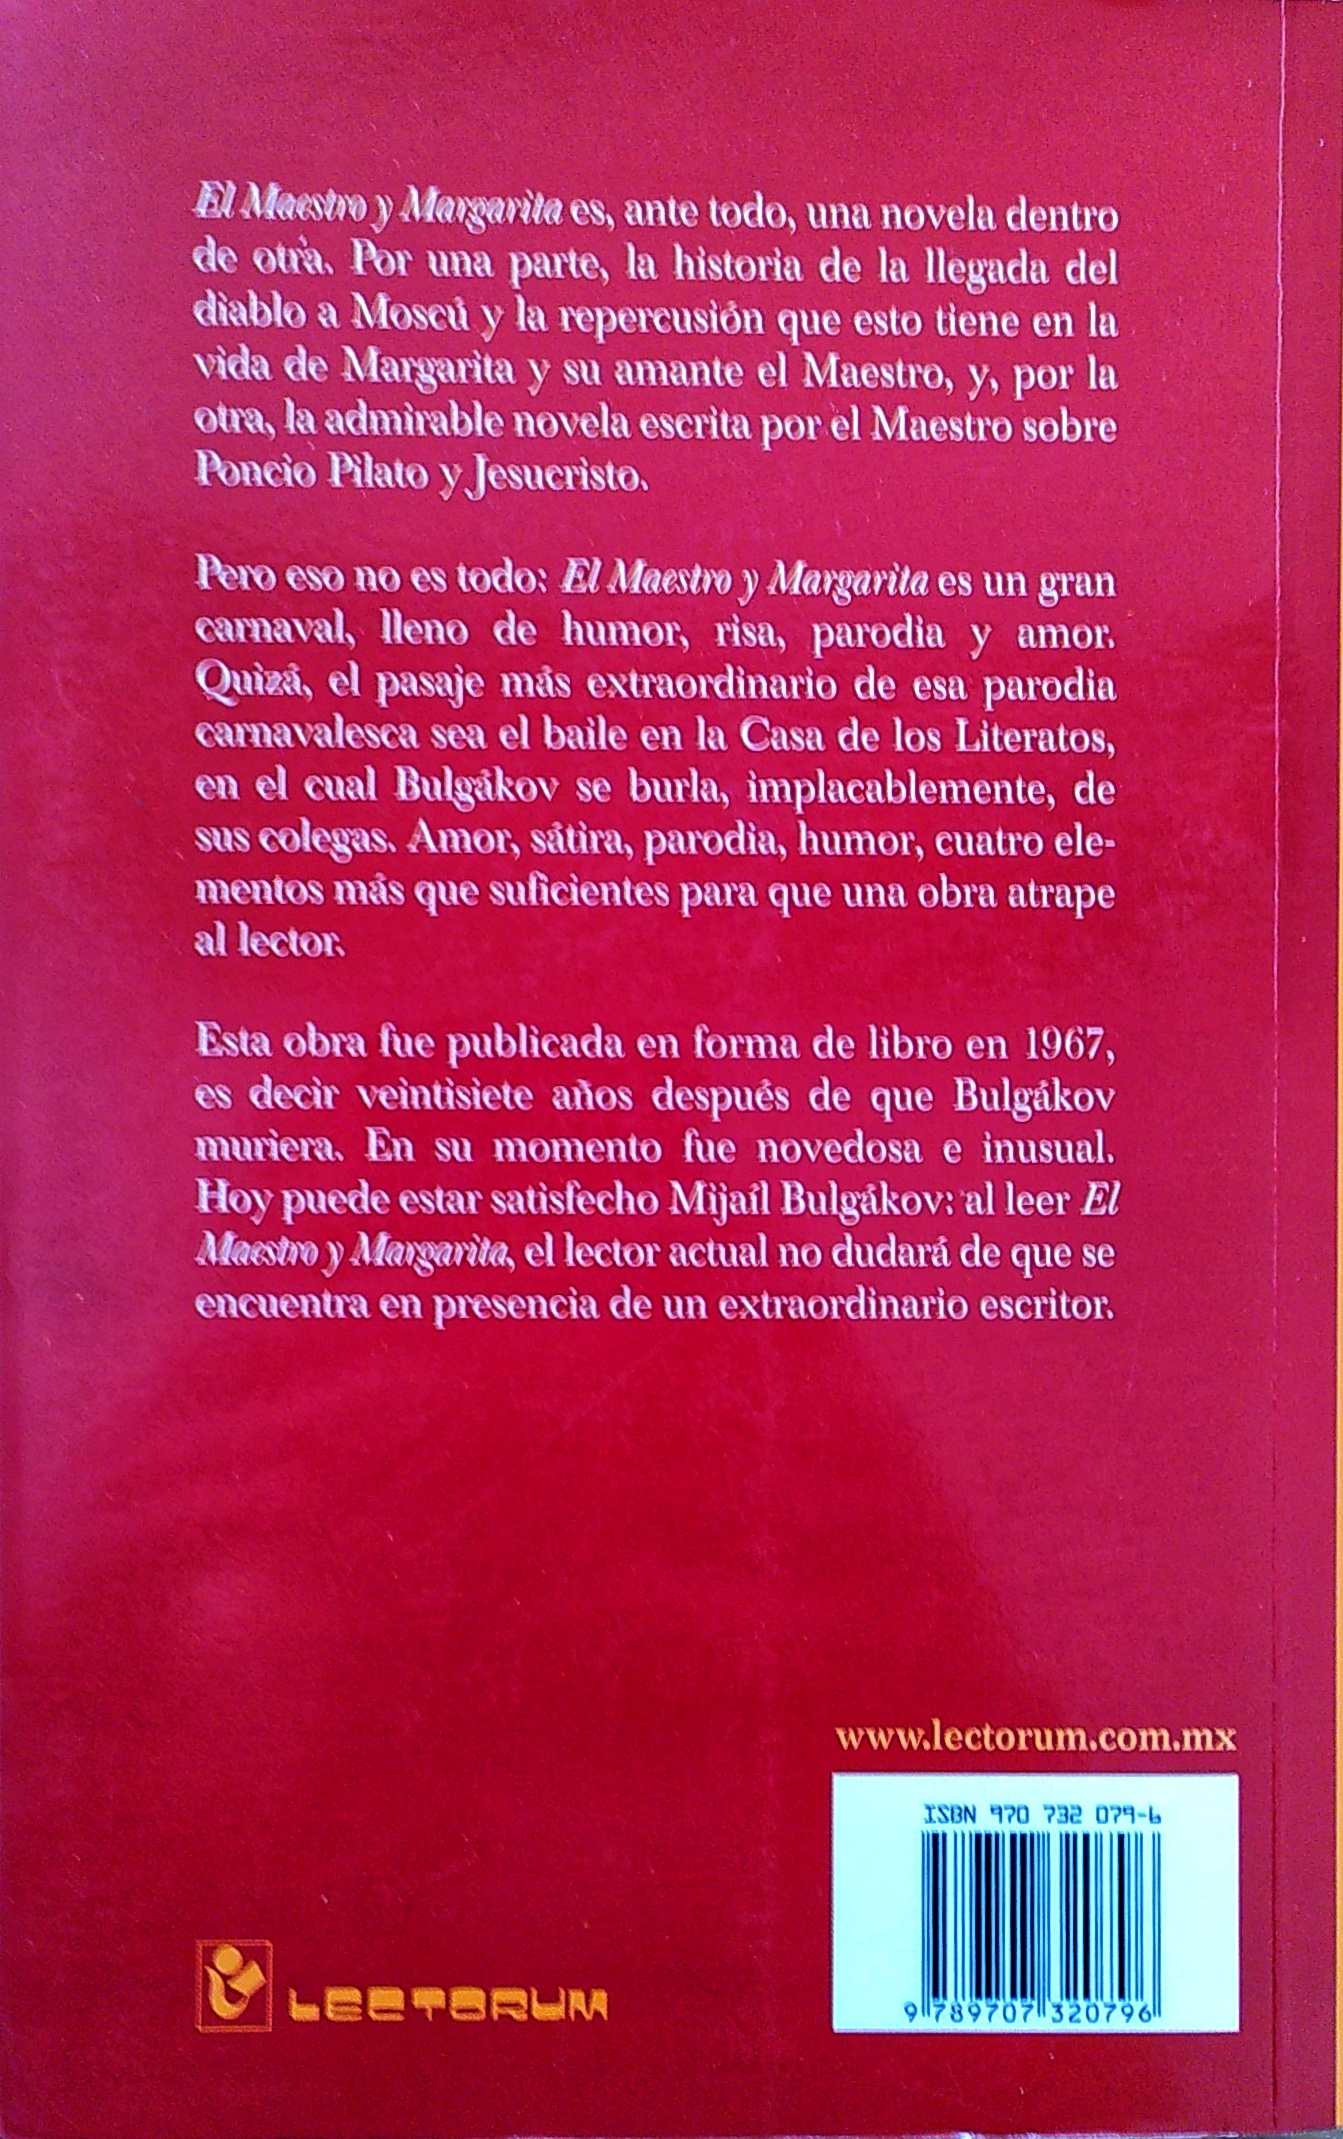 El Maestro y Margarita es, ante todo, una novela dentro
de otra. Por una parte, la historia de la llegada del
diablo a Moscú y la repercusión que esto tiene en la
vida de Margarita y su amante el Maestro, y, por la
otra, la admirable novela escrita por el Maestro sobre
Poncio Pilato y Jesucristo.
Pero eso no es todo: El Maestro y Margarita es un gran
carnaval, lleno de humor, risa, parodia y amor.
Quizá, el pasaje más extraordinario de esa parodia
carnavalesca sea el baile en la Casa de los Literatos,
en el cual Bulgákov se burla, implacablemente, de
sus colegas. Amor, sátira, parodia, humor, cuatro ele-
mentos más que suficientes para que una obra atrape
al lector.
Esta obra fue publicada en forma de libro en 1967,
es decir veintisiete años después de que Bulgákov
muriera. En su momento fue novedosa e inusual.
Hoy puede estar satisfecho Mijaíl Bulgákov: al leer El
Maestro y Margarita, el lector actual no dudará de que se
encuentra en presencia de un extraordinario escritor.
www.lectorum.com.mx
ISBN 970 732 079-6
9 789707 320796
LECTORUM